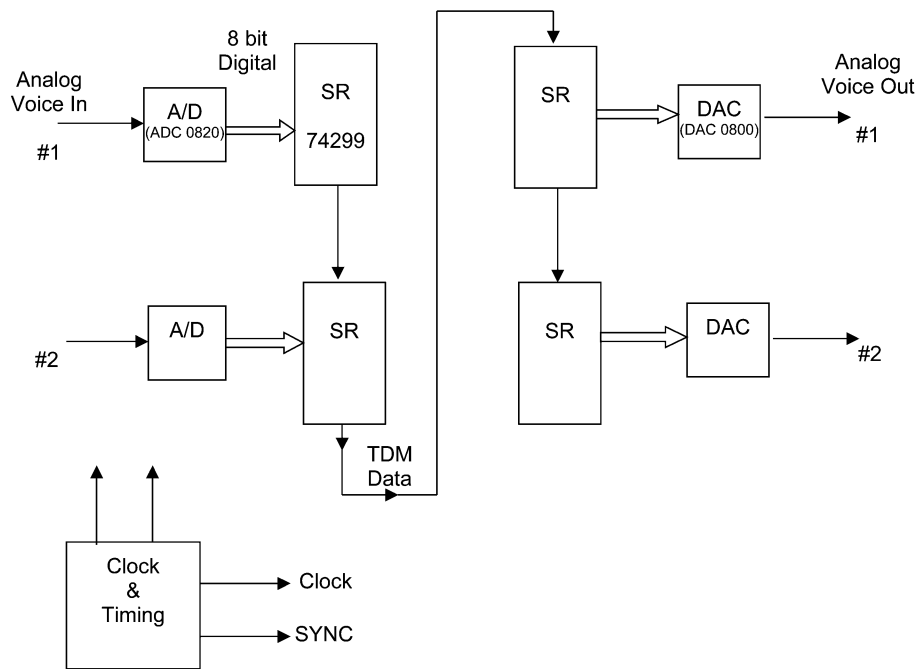 8 bit
Digital
Analog
Voice In
A/D
(ADC 0820)
SR
74299
#1
SR
DAC
(DAC 0800)
Analog
Voice Out
#1
A/D
SR
#2
SR
DAC
#2
TDM
Data
Clock
&
Timing
Clock
SYNC